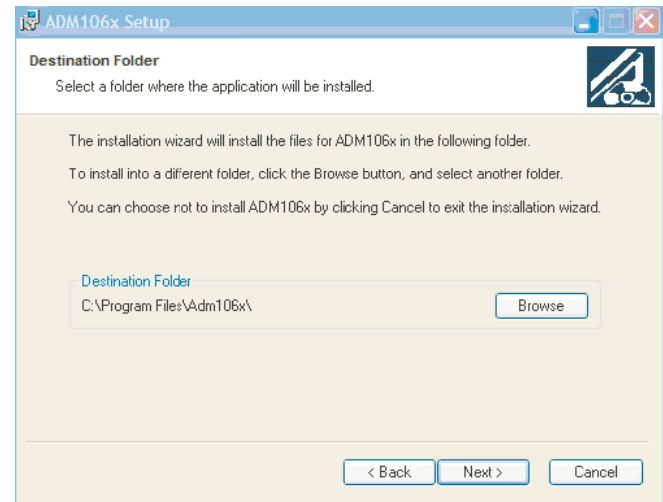 ADM106x Setup
Destination Folder
Select a folder where the application will be installed.
The installation wizard will install the files for ADM106x in the following folder.
To install into a different folder, click the Browse button, and select another folder.
You can choose not to install ADM106x by clicking Cancel to exit the installation wizard.
Destination Folder
C:\Program Files\Adm106x\
Browse
< Back
Next >
Cancel